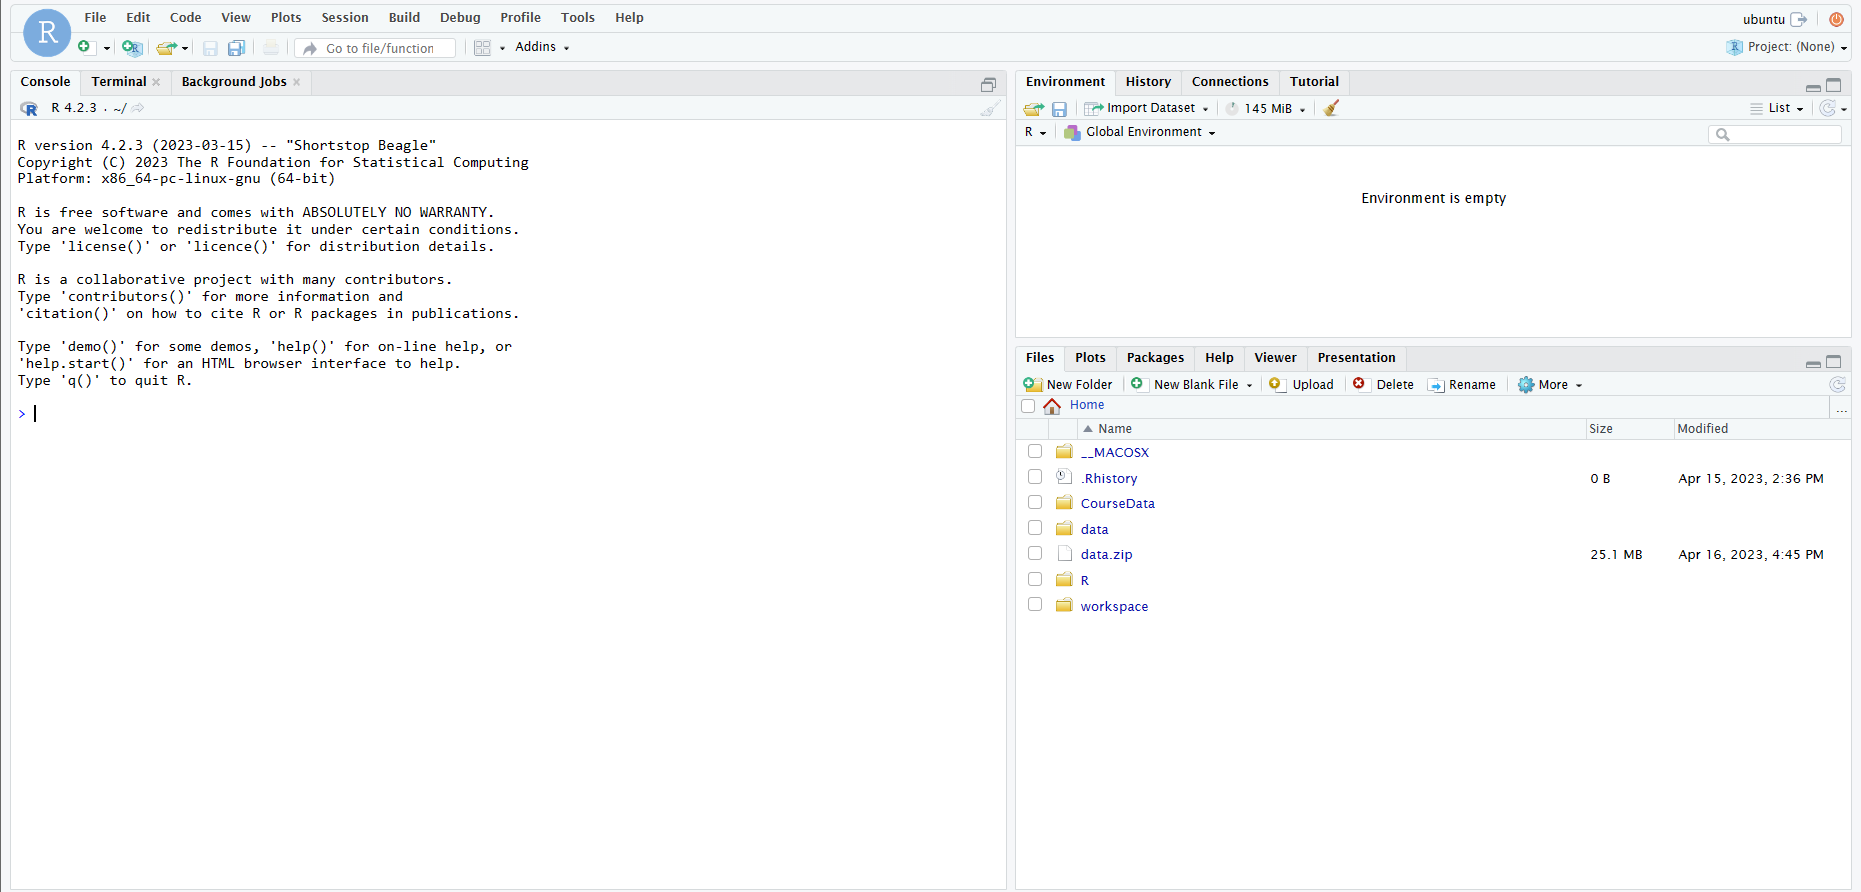 R
File Edit Code View Plots Session Build Debug Profile Tools Help
ubuntu
Go to file/function
Addins
Project: (None)
Console Terminal Background Jobs
R 4.2.3 · ~/
R version 4.2.3 (2023-03-15) -- "Shortstop Beagle"
Copyright (C) 2023 The R Foundation for Statistical Computing
Platform: x86_64-pc-linux-gnu (64-bit)
R is free software and comes with ABSOLUTELY NO WARRANTY.
You are welcome to redistribute it under certain conditions.
Type 'license()' or 'licence()' for distribution details.
R is a collaborative project with many contributors.
Type 'contributors()' for more information and
'citation()' on how to cite R or R packages in publications.
Type 'demo()' for some demos, 'help()' for on-line help, or
'help.start()' for an HTML browser interface to help.
Type 'q()' to quit R.
>
Environment History Connections Tutorial
Import Dataset 145 MiB List
R Global Environment
Environment is empty
Files Plots Packages Help Viewer Presentation
New Folder New Blank File Upload Delete Rename More
Home ...
Name Size Modified
__MACOSX
.Rhistory 0 B Apr 15, 2023, 2:36 PM
CourseData
data
data.zip 25.1 MB Apr 16, 2023, 4:45 PM
R
workspace